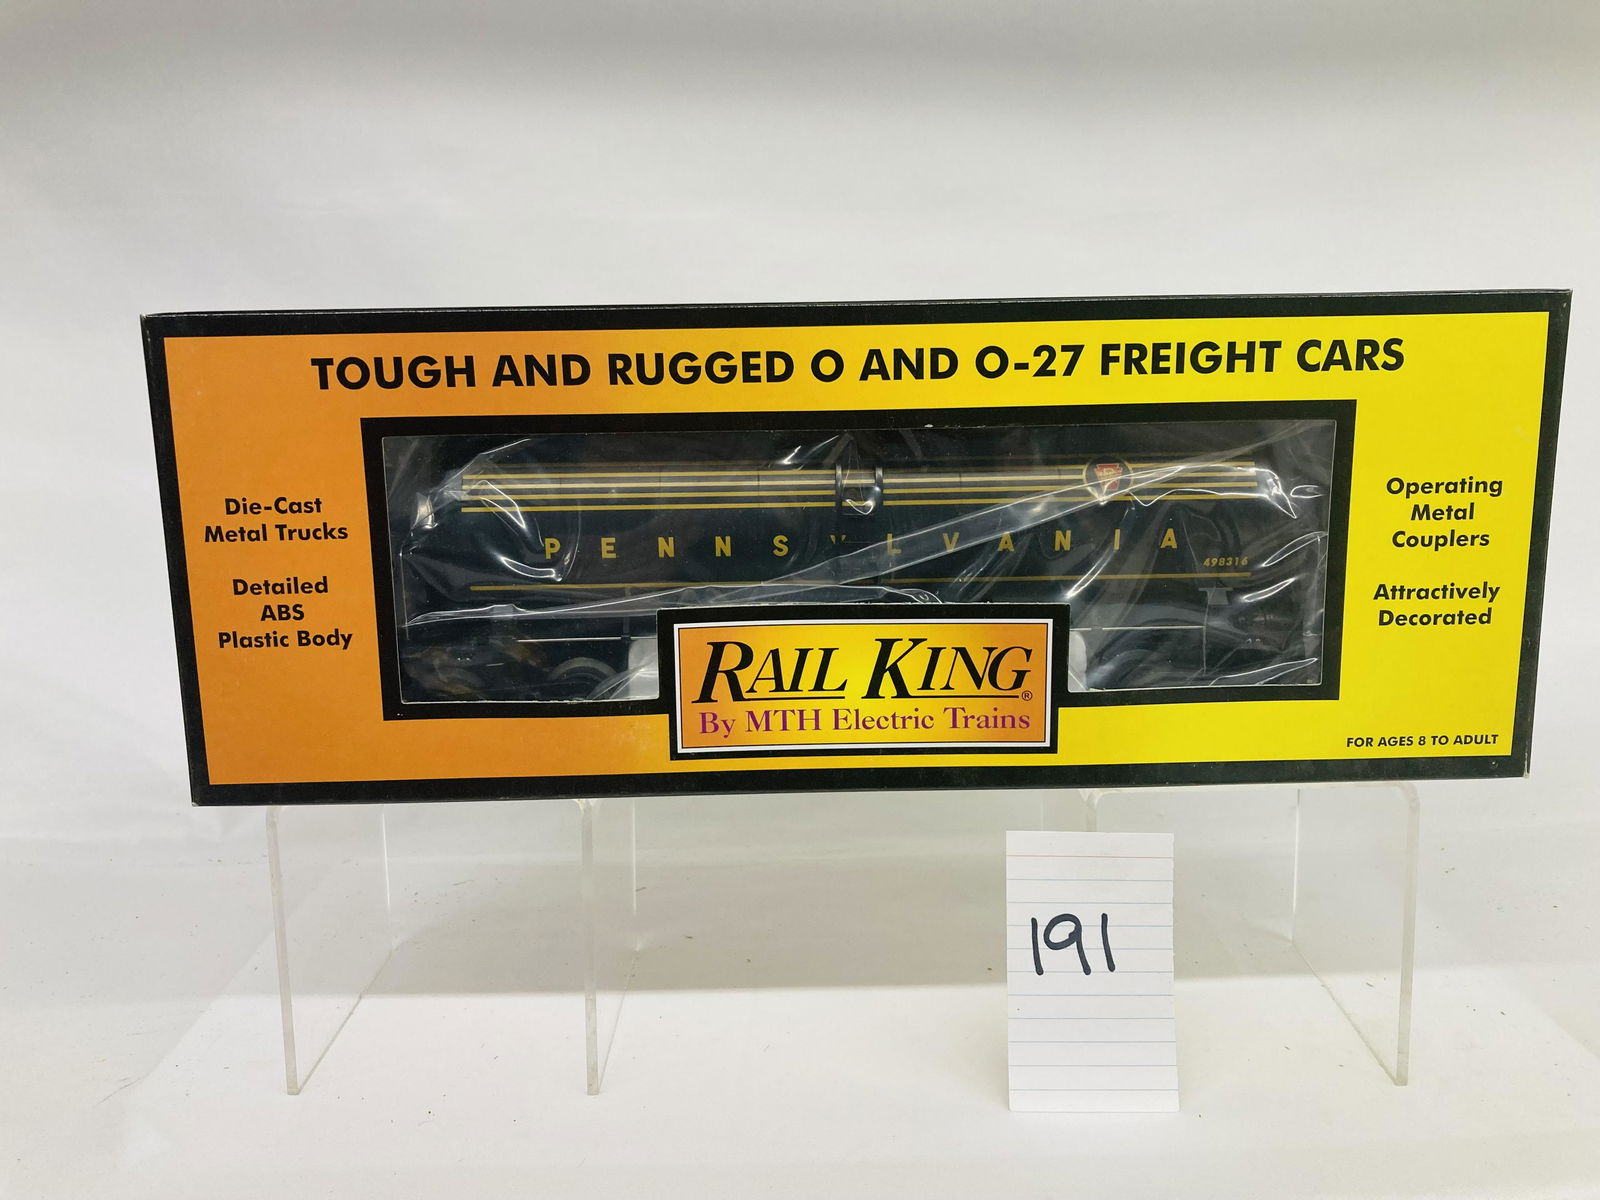 TOUGH AND RUGGED O AND O-27 FREIGHT CARS
Die-Cast
Metal Trucks
Detailed
ABS
Plastic Body
PENNSYLVANIA
498316
Operating
Metal
Couplers
Attractively
Decorated
RAIL KING®
By MTH Electric Trains
FOR AGES 8 TO ADULT
191